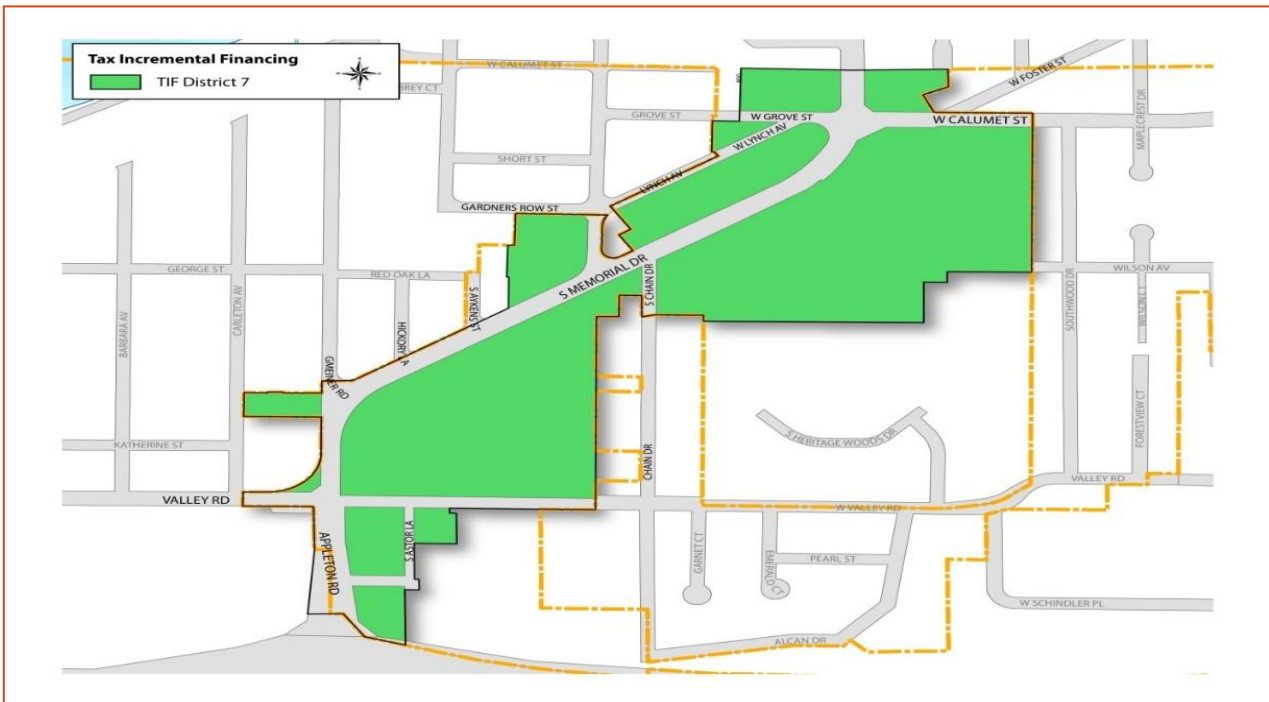 Tax Incremental Financing
TIF District 7
W CALUMET ST
W FOSTER ST
MAPLECREST DR
GROVE ST
W GROVE ST
W CALUMET ST
W LYNCH AV
SHORT ST
LYNCH AV
GARDNERS ROW ST
GEORGE ST
RED OAK LA
S MEMORIAL DR
S CHAIN DR
WILSON AV
SOUTHWOOD DR
WILSON CT
BARBARA AV
CARLETON AV
S AYKENS ST
HICKORY LA
GMEINER RD
FORESTVIEW CT
KATHERINE ST
S HERITAGE WOODS DR
CHAIN DR
VALLEY RD
VALLEY RD
W VALLEY RD
APPLETON RD
S ASTOR LA
GARNET CT
EMERALD CT
PEARL ST
W SCHINDLER PL
ALCAN DR